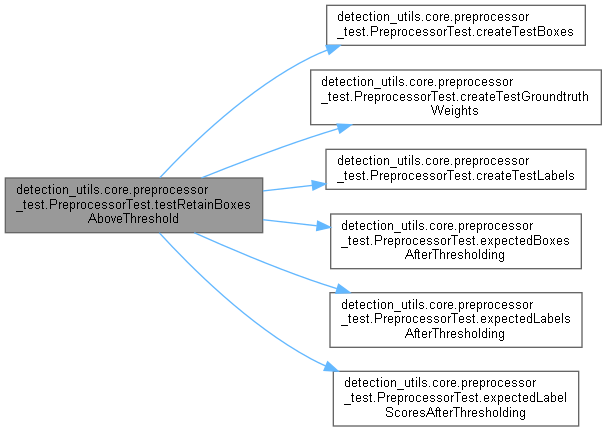 detection_utils.core.preprocessor
_test.PreprocessorTest.createTestBoxes
detection_utils.core.preprocessor
_test.PreprocessorTest.createTestGroundtruth
Weights
detection_utils.core.preprocessor
_test.PreprocessorTest.createTestLabels
detection_utils.core.preprocessor
_test.PreprocessorTest.testRetainBoxes
AboveThreshold
detection_utils.core.preprocessor
_test.PreprocessorTest.expectedBoxes
AfterThresholding
detection_utils.core.preprocessor
_test.PreprocessorTest.expectedLabels
AfterThresholding
detection_utils.core.preprocessor
_test.PreprocessorTest.expectedLabel
ScoresAfterThresholding